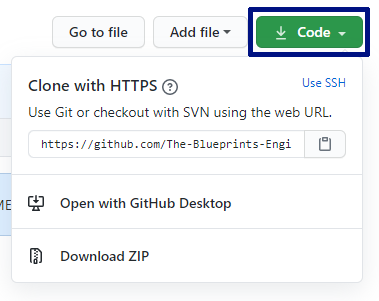 Go to file Add file Code
Clone with HTTPS ? Use SSH
Use Git or checkout with SVN using the web URL.
https://github.com/The-Blueprints-Engi
Open with GitHub Desktop
ME
Download ZIP